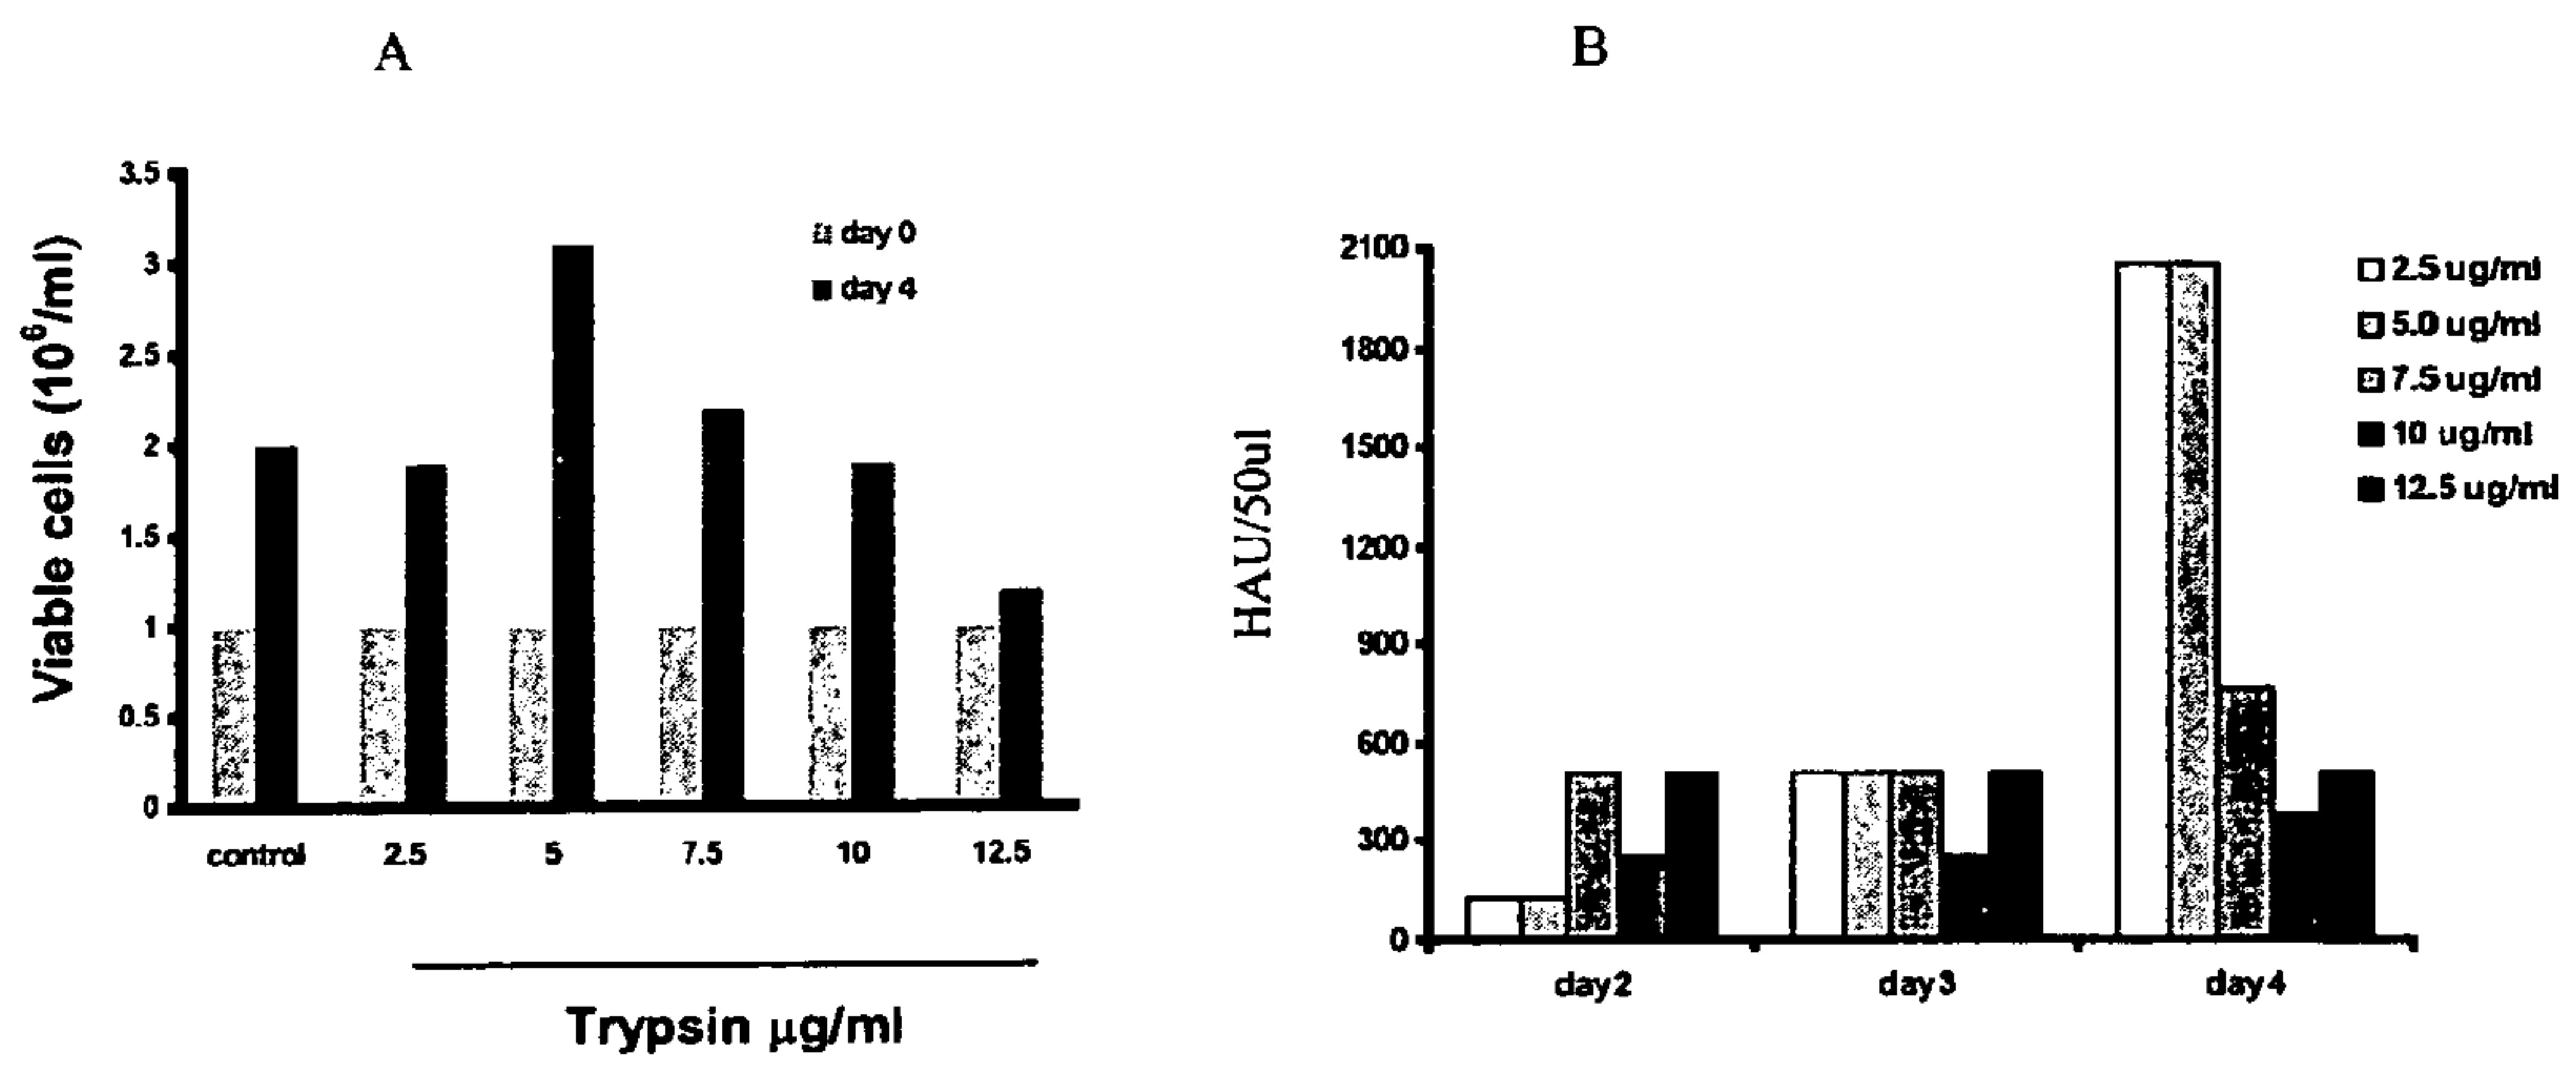 A
3.5
3
2.5
2
1.5
1
0.5
0
Viable cells (10⁶/ml)
day 0
day 4
control 2.5 5 7.5 10 12.5
Trypsin μg/ml
B
2100
1800
1500
1200
900
600
300
0
HAU/50ul
2.5 ug/ml
5.0 ug/ml
7.5 ug/ml
10 ug/ml
12.5 ug/ml
day2 day3 day4